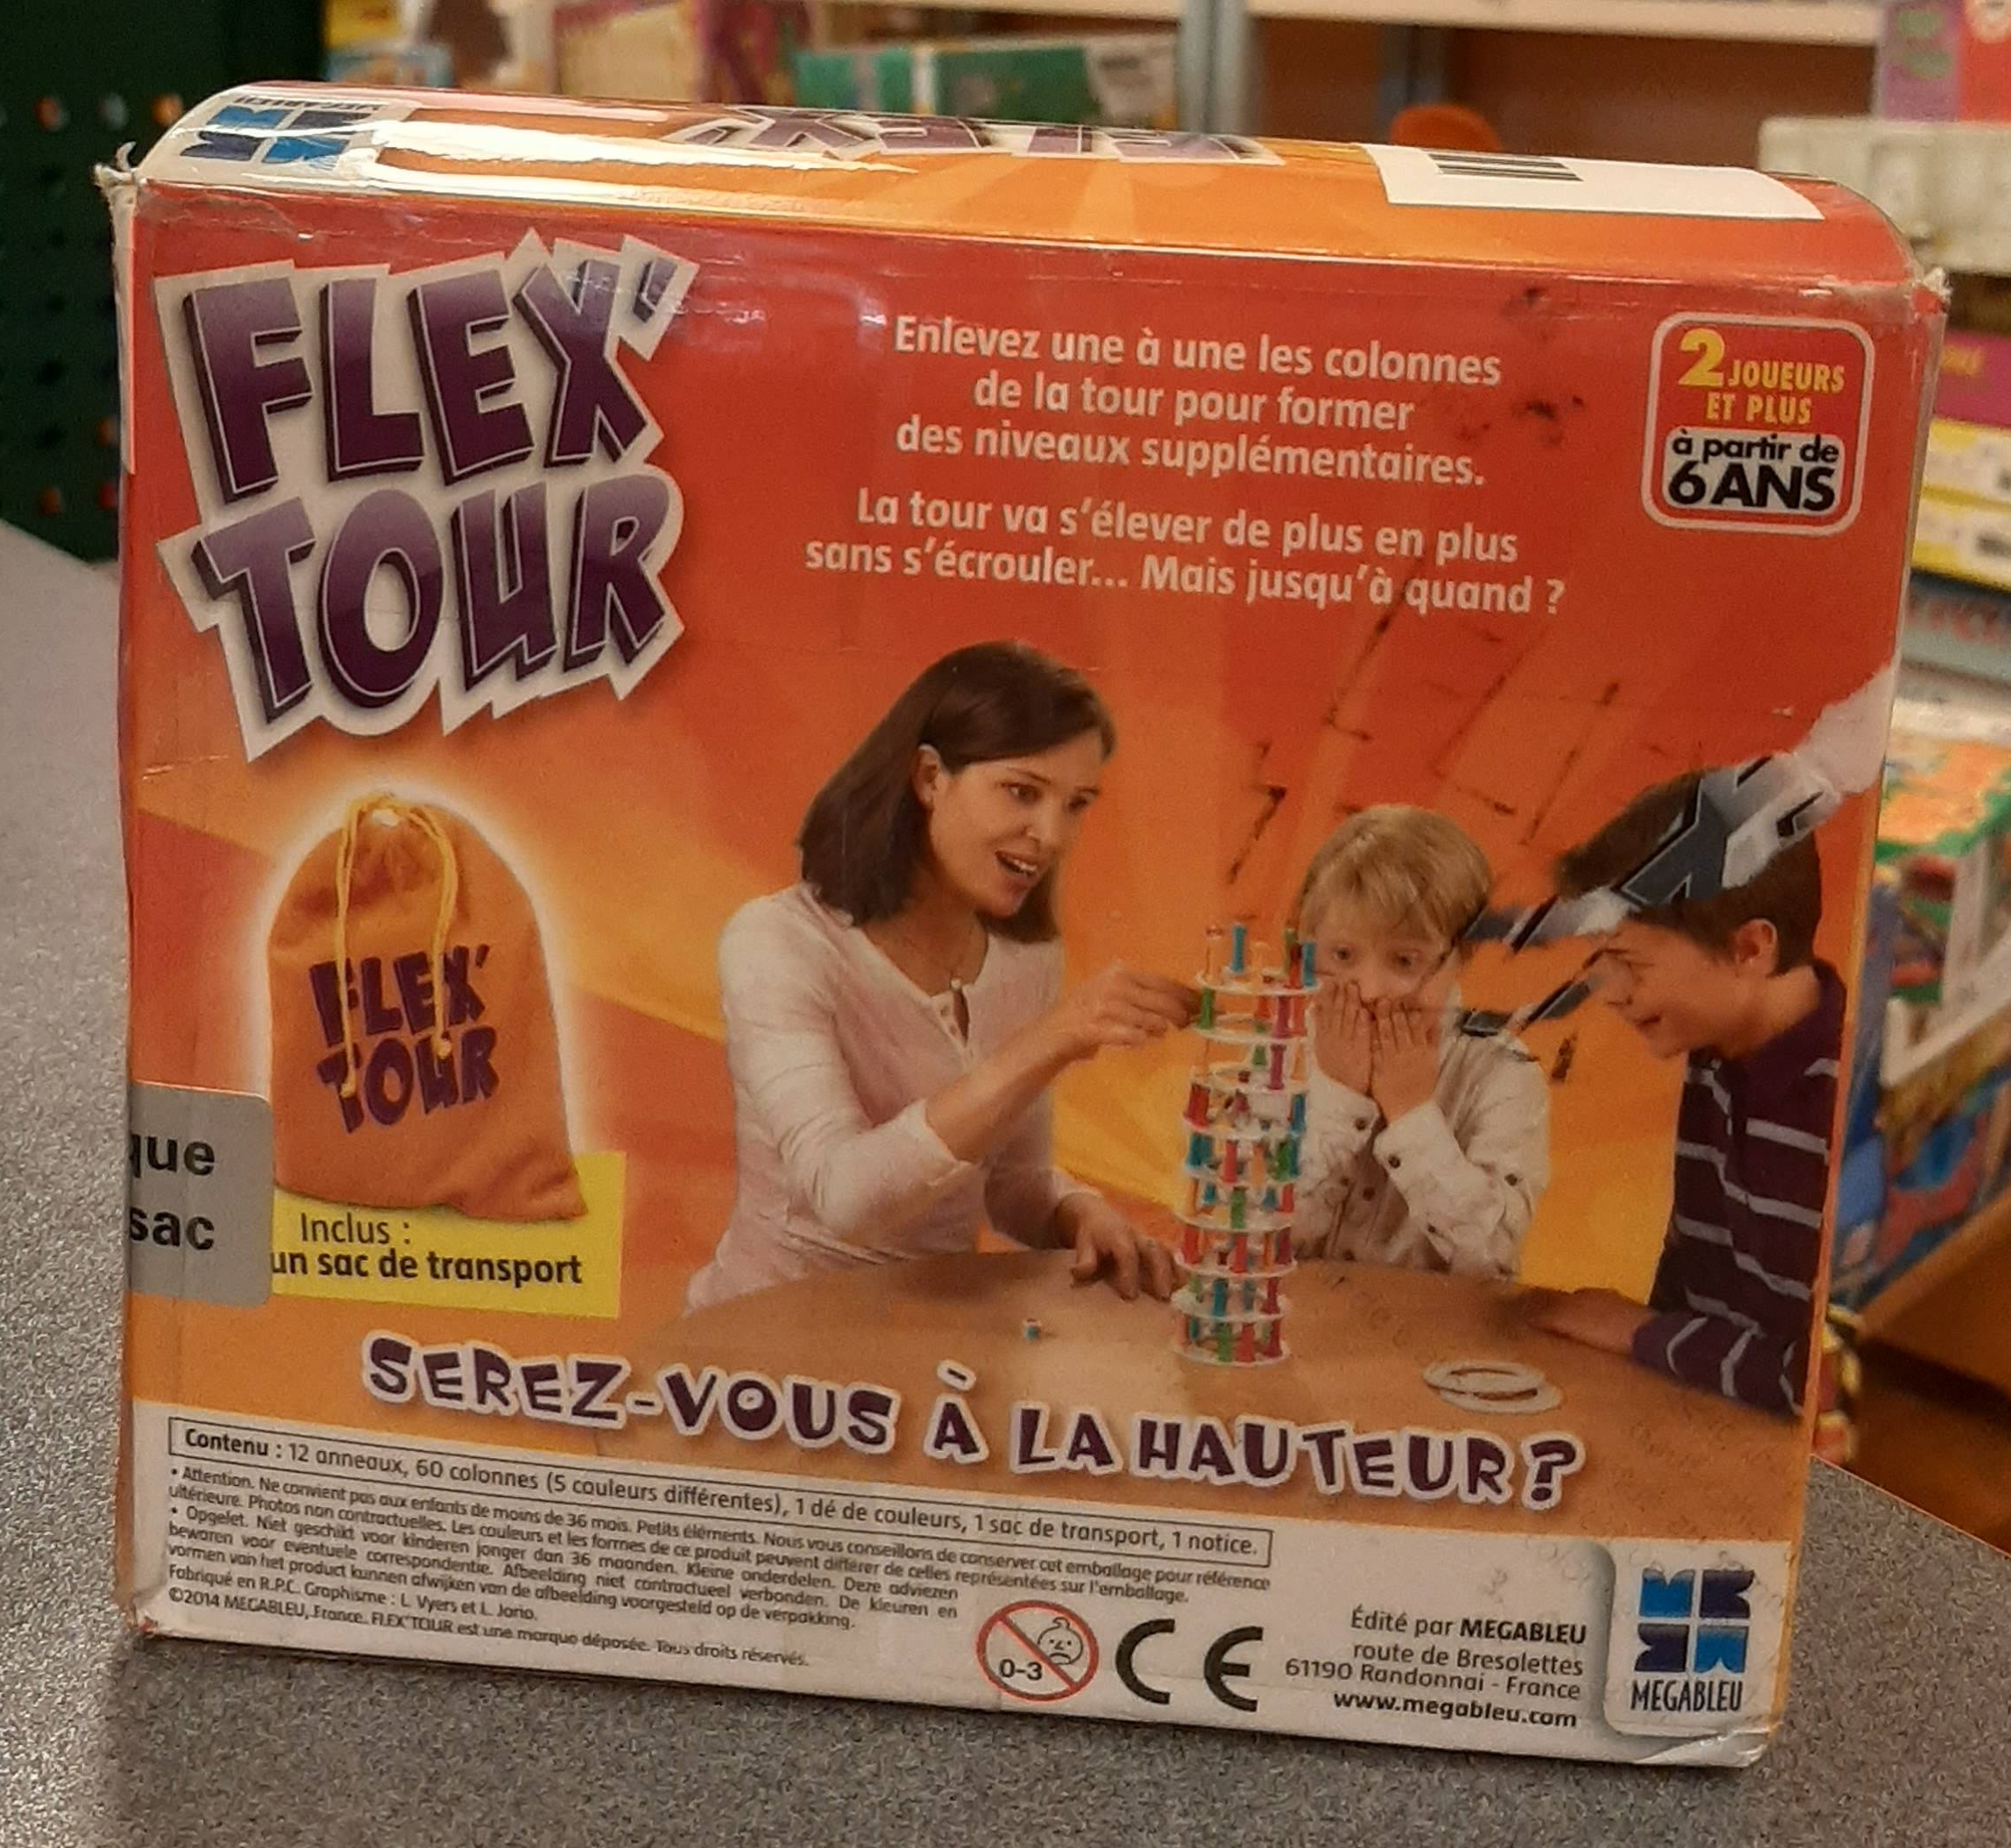 FLEX'
TOUR
Enlevez une à une les colonnes
de la tour pour former
des niveaux supplémentaires.
La tour va s'élever de plus en plus
sans s'écrouler... Mais jusqu'à quand ?
2 JOUEURS
ET PLUS
à partir de
6 ANS
FLEX'
TOUR
que
sac
Inclus :
un sac de transport
SEREZ-VOUS À LA HAUTEUR ?
Contenu : 12 anneaux, 60 colonnes (5 couleurs différentes), 1 dé de couleurs, 1 sac de transport, 1 notice.
• Attention. Ne convient pas aux enfants de moins de 36 mois. Petits éléments. Nous vous conseillons de conserver cet emballage pour référence
ultérieure. Photos non contractuelles. Les couleurs et les formes de ce produit peuvent différer de celles représentées sur l'emballage.
• Opgelet. Niet geschikt voor kinderen jonger dan 36 maanden. Kleine onderdelen. Deze adviezen
bewaren voor eventuele correspondentie. Afbeelding niet contractueel verbonden. De kleuren en
vormen van het product kunnen afwijken van de afbeelding voorgesteld op de verpakking.
Fabriqué en R.P.C. Graphisme : L. Vyers et L. Jorio.
©2014 MEGABLEU, France. FLEX'TOUR est une marque déposée. Tous droits réservés.
0-3
CE
Édité par MEGABLEU
route de Bresolettes
61190 Randonnai - France
www.megableu.com
MEGABLEU